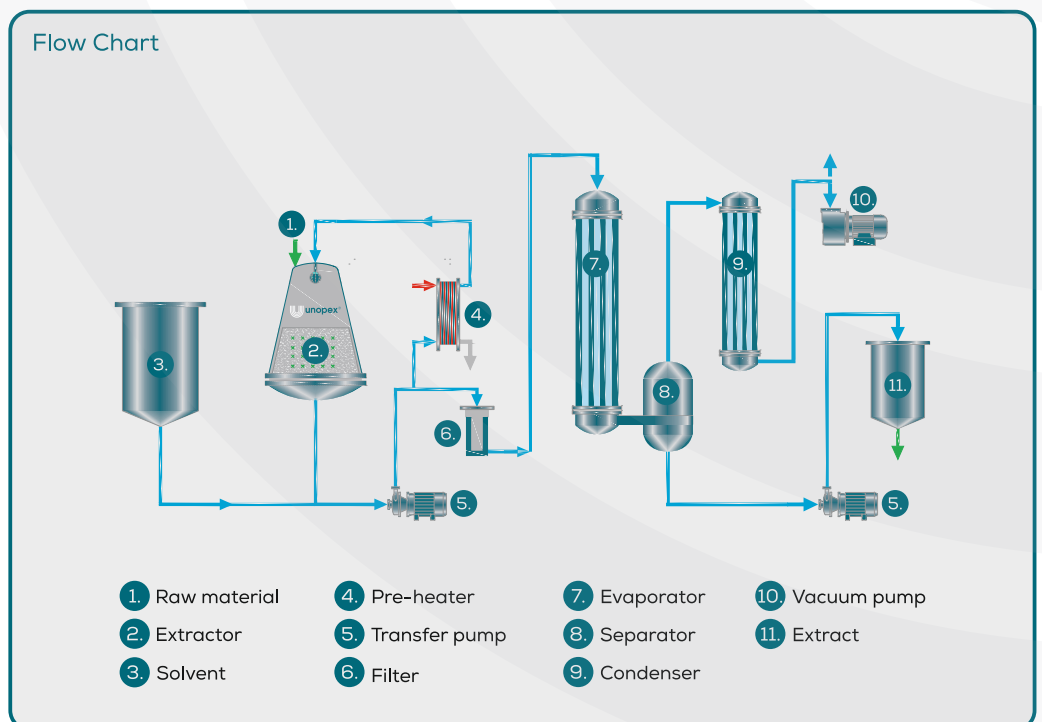 Flow Chart
1.
unopex®
2.
3.
4.
5.
6.
7.
8.
9.
10.
11.
5.
1. Raw material
2. Extractor
3. Solvent
4. Pre-heater
5. Transfer pump
6. Filter
7. Evaporator
8. Separator
9. Condenser
10. Vacuum pump
11. Extract